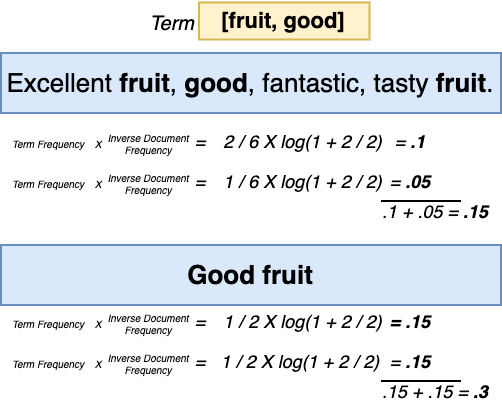 Term [fruit, good]
Excellent fruit, good, fantastic, tasty fruit.
Term Frequency X Inverse Document Frequency = 2 / 6 X log(1 + 2 / 2) = .1
Term Frequency X Inverse Document Frequency = 1 / 6 X log(1 + 2 / 2) = .05
.1 + .05 = .15
Good fruit
Term Frequency X Inverse Document Frequency = 1 / 2 X log(1 + 2 / 2) = .15
Term Frequency X Inverse Document Frequency = 1 / 2 X log(1 + 2 / 2) = .15
.15 + .15 = .3